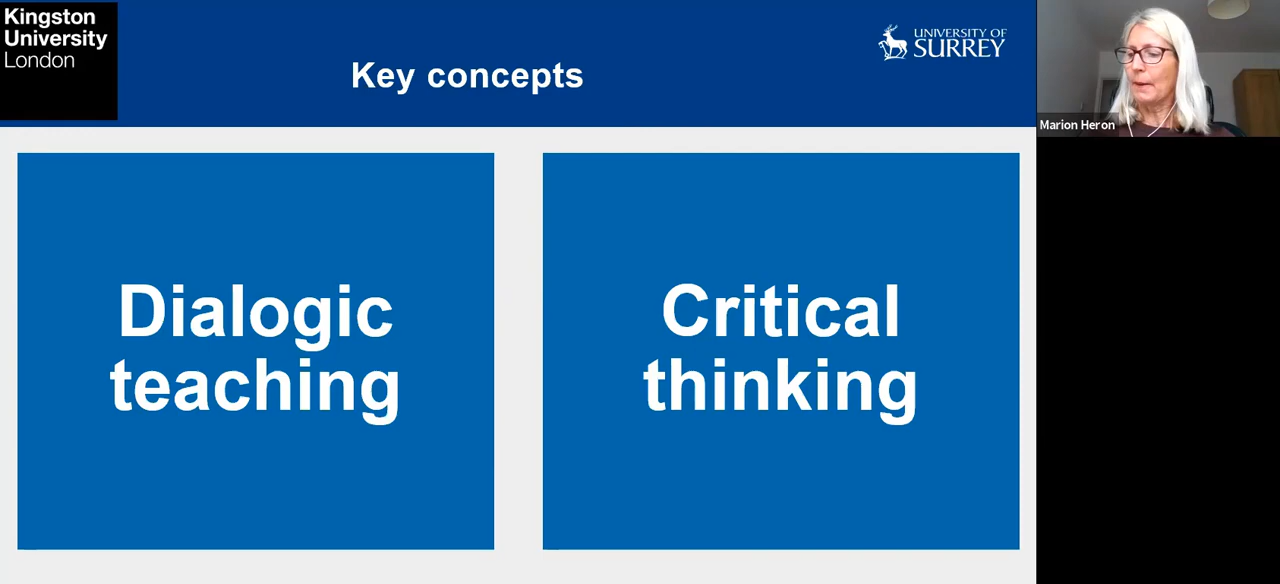 Kingston
University
London
Key concepts
UNIVERSITY OF
SURREY
Marion Heron
Dialogic
teaching
Critical
thinking